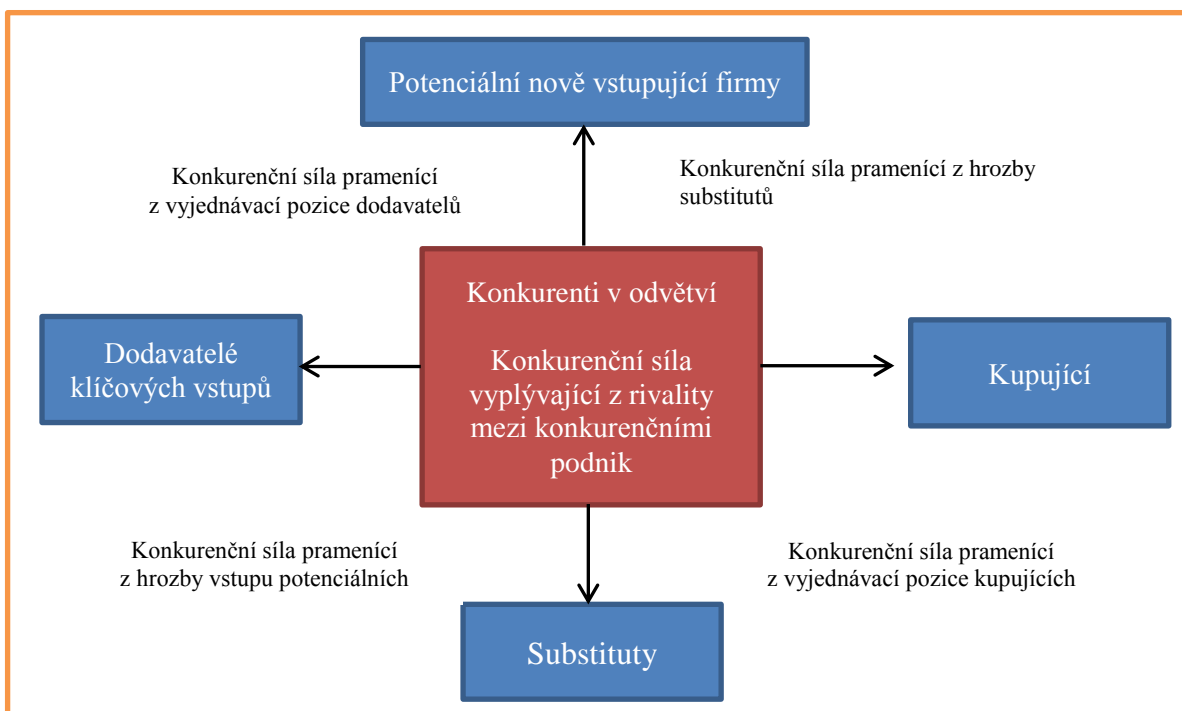 Potenciální nově vstupující firmy
Konkurenční síla pramenící
z vyjednávací pozice dodavatelů
Konkurenční síla pramenící z hrozby
substitutů
Konkurenti v odvětví
Konkurenční síla
vyplývající z rivality
mezi konkurenčními
podnik
Dodavatelé
klíčových vstupů
Kupující
Konkurenční síla pramenící
z hrozby vstupu potenciálních
Konkurenční síla pramenící
z vyjednávací pozice kupujících
Substituty